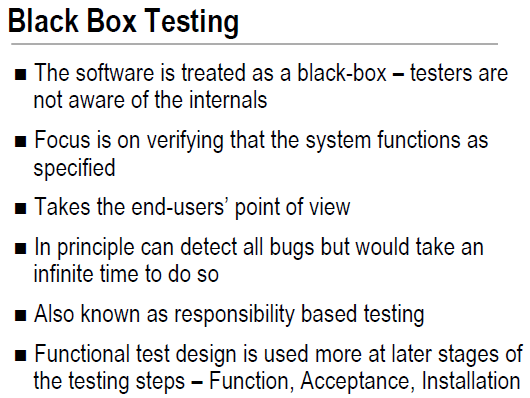 Black Box Testing
■ The software is treated as a black-box – testers are
not aware of the internals
■ Focus is on verifying that the system functions as
specified
■ Takes the end-users’ point of view
■ In principle can detect all bugs but would take an
infinite time to do so
■ Also known as responsibility based testing
■ Functional test design is used more at later stages of
the testing steps – Function, Acceptance, Installation